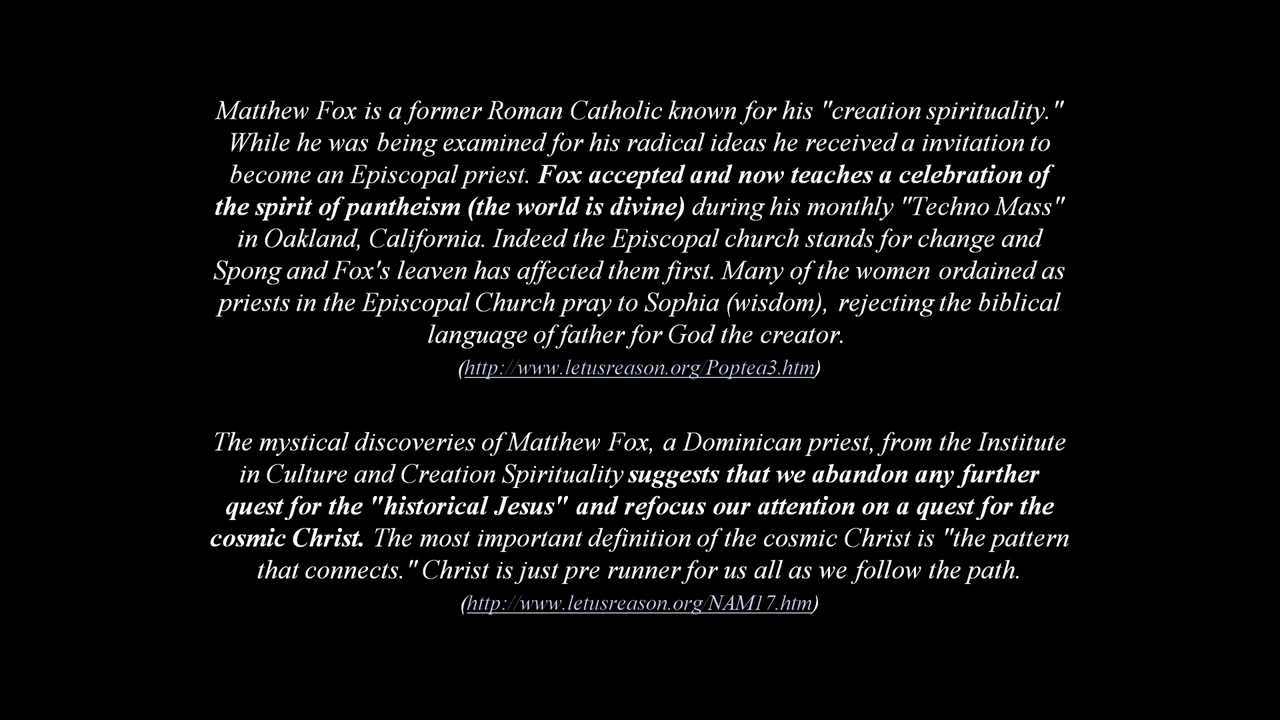 Matthew Fox is a former Roman Catholic known for his "creation spirituality."
While he was being examined for his radical ideas he received a invitation to
become an Episcopal priest. Fox accepted and now teaches a celebration of
the spirit of pantheism (the world is divine) during his monthly "Techno Mass"
in Oakland, California. Indeed the Episcopal church stands for change and
Spong and Fox's leaven has affected them first. Many of the women ordained as
priests in the Episcopal Church pray to Sophia (wisdom), rejecting the biblical
language of father for God the creator.
(http://www.letusreason.org/Poptea3.htm)
The mystical discoveries of Matthew Fox, a Dominican priest, from the Institute
in Culture and Creation Spirituality suggests that we abandon any further
quest for the "historical Jesus" and refocus our attention on a quest for the
cosmic Christ. The most important definition of the cosmic Christ is "the pattern
that connects." Christ is just pre runner for us all as we follow the path.
(http://www.letusreason.org/NAM17.htm)